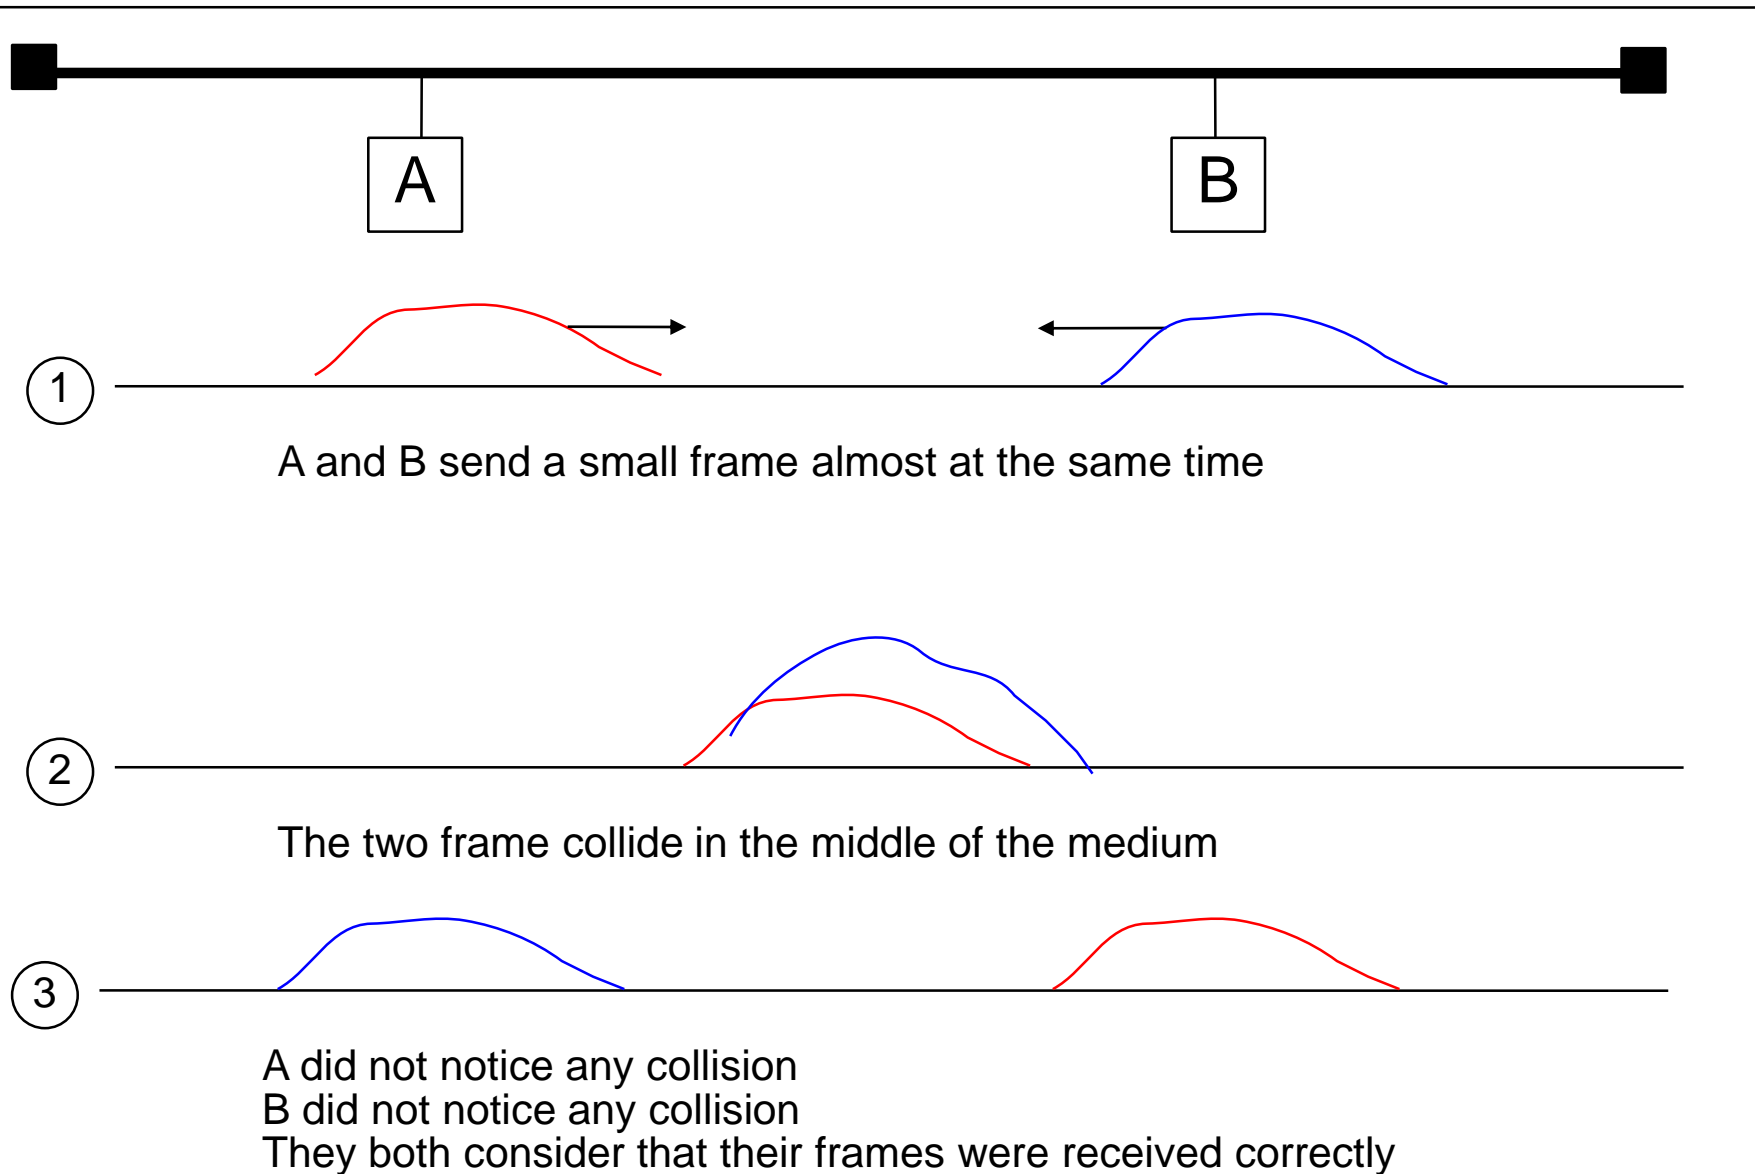 A
B
1
A and B send a small frame almost at the same time
2
The two frame collide in the middle of the medium
3
A did not notice any collision
B did not notice any collision
They both consider that their frames were received correctly